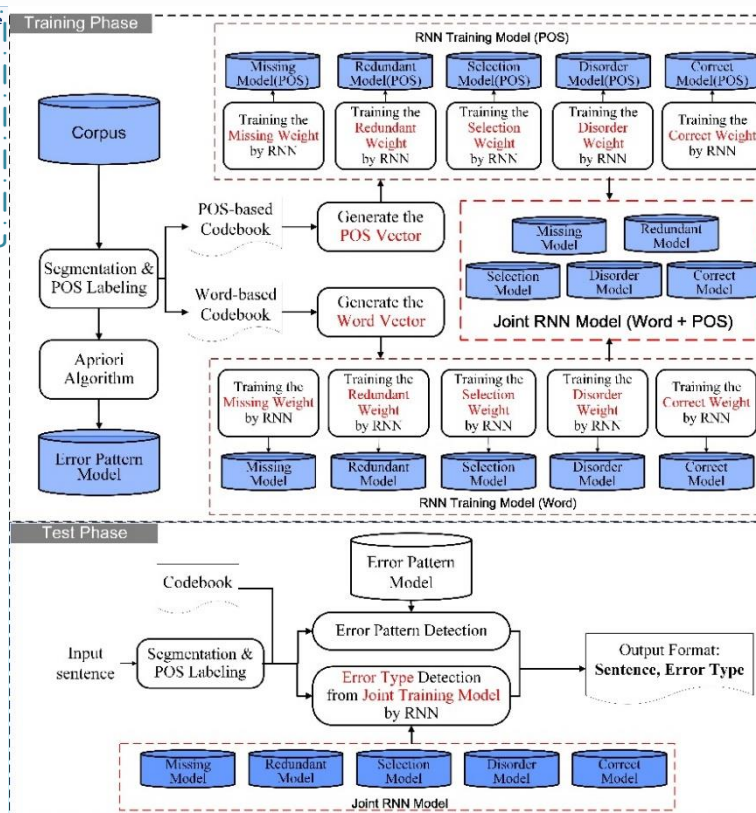 Training Phase
RNN Training Model (POS)
Missing
Model(POS)
Redundant
Model(POS)
Selection
Model(POS)
Disorder
Model(POS)
Correct
Model(POS)
Training the
Missing Weight
by RNN
Training the
Redundant
Weight
by RNN
Training the
Selection
Weight
by RNN
Training the
Disorder
Weight
by RNN
Training the
Correct Weight
by RNN
Corpus
POS-based
Codebook
Generate the
POS Vector
Segmentation &
POS Labeling
Word-based
Codebook
Generate the
Word Vector
Missing
Model
Redundant
Model
Selection
Model
Disorder
Model
Correct
Model
Joint RNN Model (Word + POS)
Apriori
Algorithm
Error Pattern
Model
Training the
Missing Weight
by RNN
Training the
Redundant
Weight
by RNN
Training the
Selection
Weight
by RNN
Training the
Disorder
Weight
by RNN
Training the
Correct Weight
by RNN
Missing
Model
Redundant
Model
Selection
Model
Disorder
Model
Correct
Model
RNN Training Model (Word)
Test Phase
Codebook
Error Pattern
Model
Input
sentence
Segmentation &
POS Labeling
Error Pattern Detection
Error Type Detection
from Joint Training Model
by RNN
Output Format:
Sentence, Error Type
Missing
Model
Redundant
Model
Selection
Model
Disorder
Model
Correct
Model
Joint RNN Model